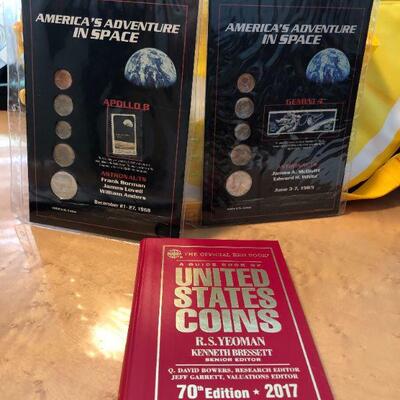 AMERICA'S ADVENTURE
IN SPACE
APOLLO 8
ASTRONAUTS
Frank Borman
James Lovell
William Anders
December 21-27, 1968
AMERICA'S ADVENTURE
IN SPACE
GEMINI 4
ASTRONAUTS
James A. McDivitt
Edward H. White
June 3-7, 1965
THE OFFICIAL RED BOOK
A GUIDE BOOK OF
UNITED
STATES
COINS
R.S. YEOMAN
KENNETH BRESSETT
SENIOR EDITOR
Q. DAVID BOWERS, RESEARCH EDITOR
JEFF GARRETT, VALUATIONS EDITOR
70th Edition ★ 2017